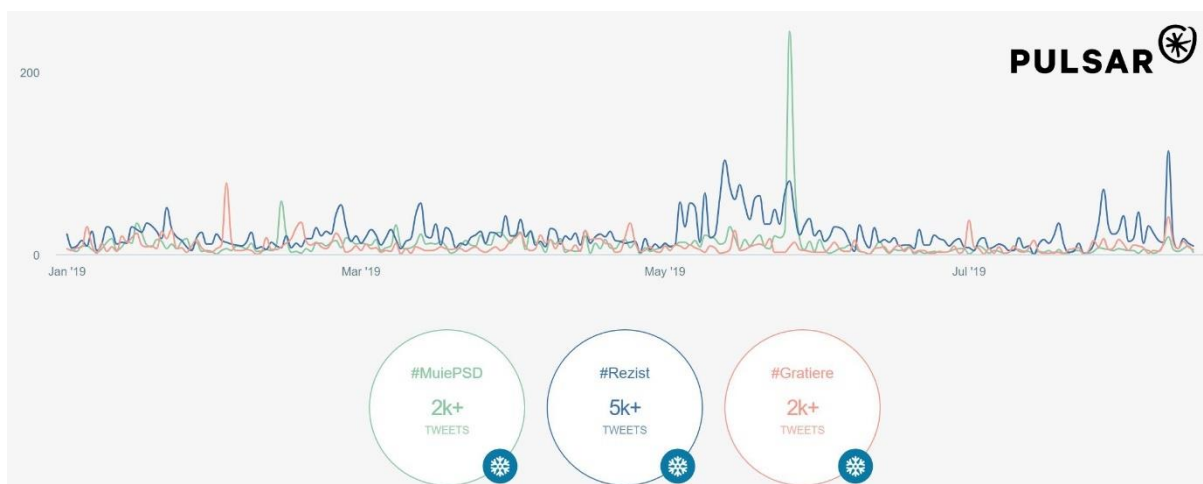 PULSAR
200
0
Jan '19 Mar '19 May '19 Jul '19
#MuiePSD #Rezist #Gratiere
2k+ 5k+ 2k+
TWEETS TWEETS TWEETS